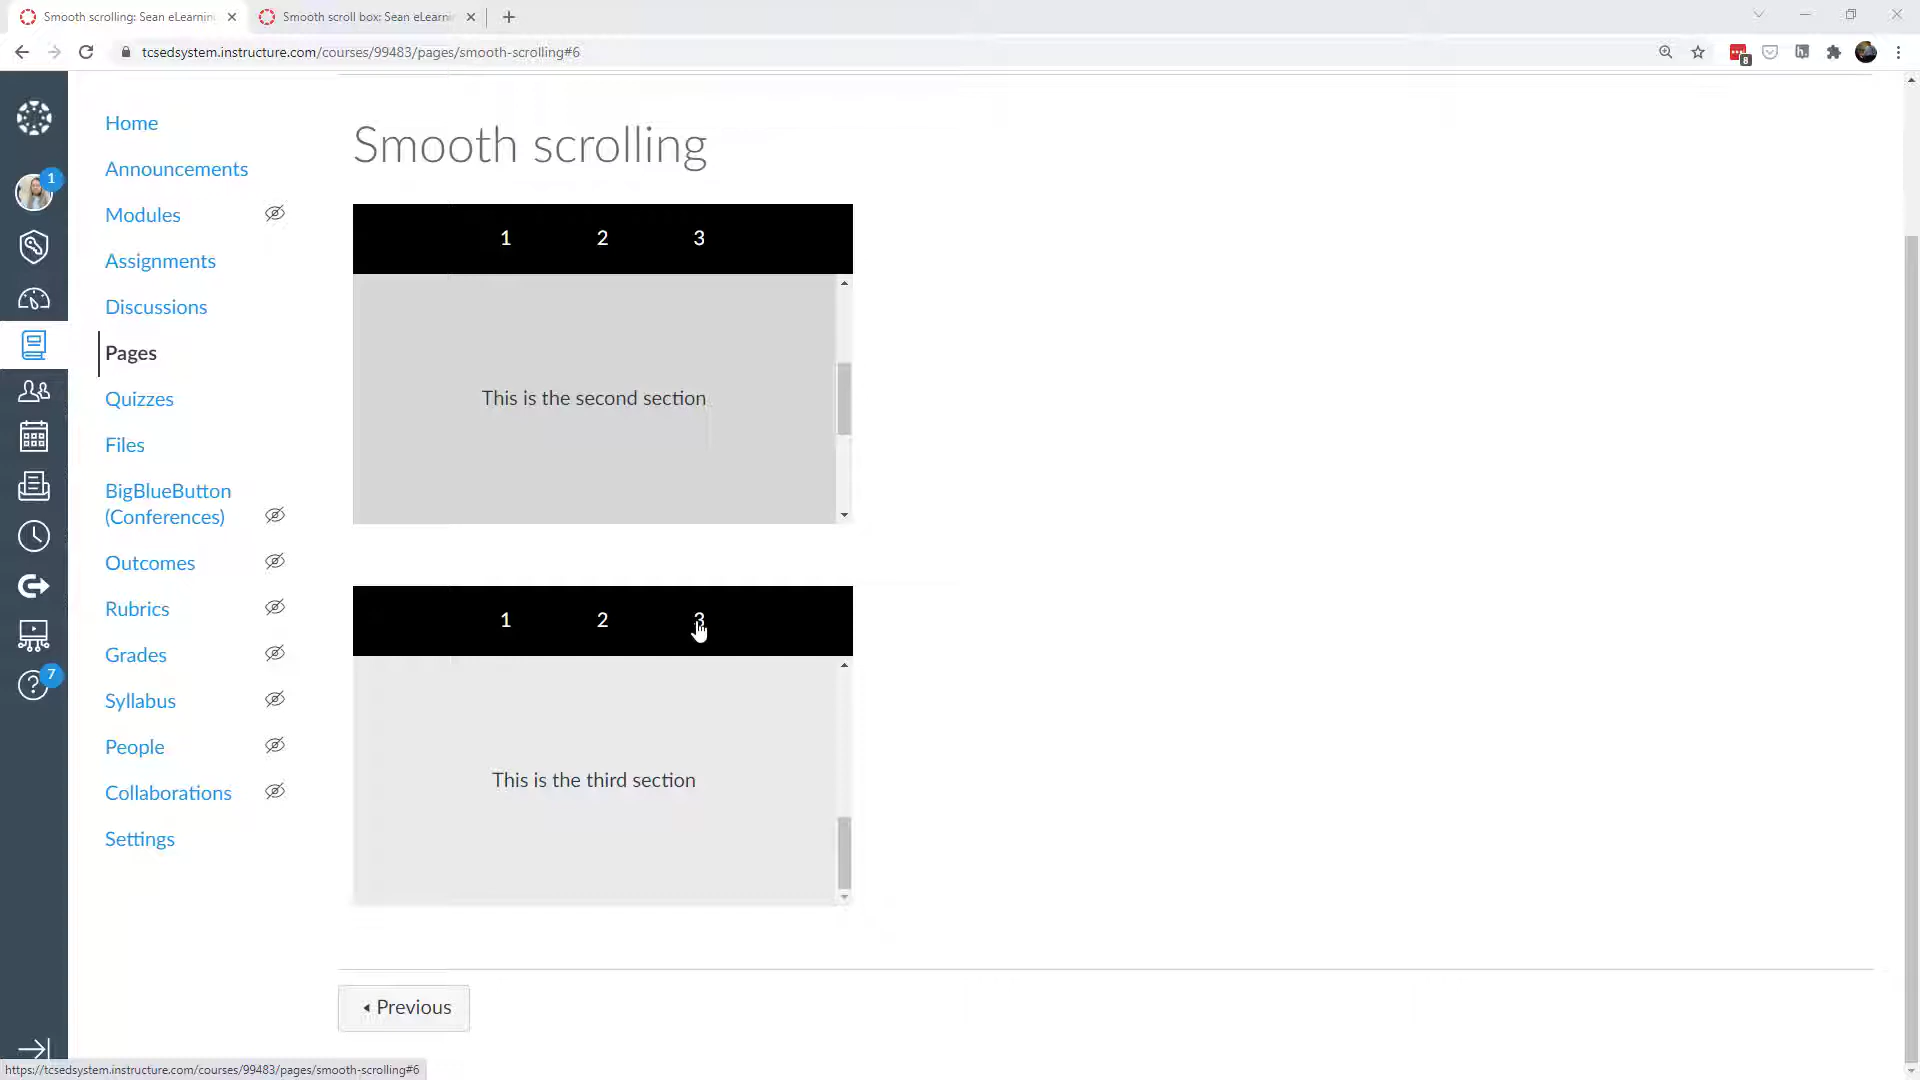 Smooth scrolling: Sean eLearnin
Smooth scroll box: Sean eLearni
tcsedsystem.instructure.com/courses/99483/pages/smooth-scrolling#6
8
1
7
Home
Announcements
Modules
Assignments
Discussions
Pages
Quizzes
Files
BigBlueButton
(Conferences)
Outcomes
Rubrics
Grades
Syllabus
People
Collaborations
Settings
Smooth scrolling
1 2 3
This is the second section
1 2 3
This is the third section
Previous
https://tcsedsystem.instructure.com/courses/99483/pages/smooth-scrolling#6